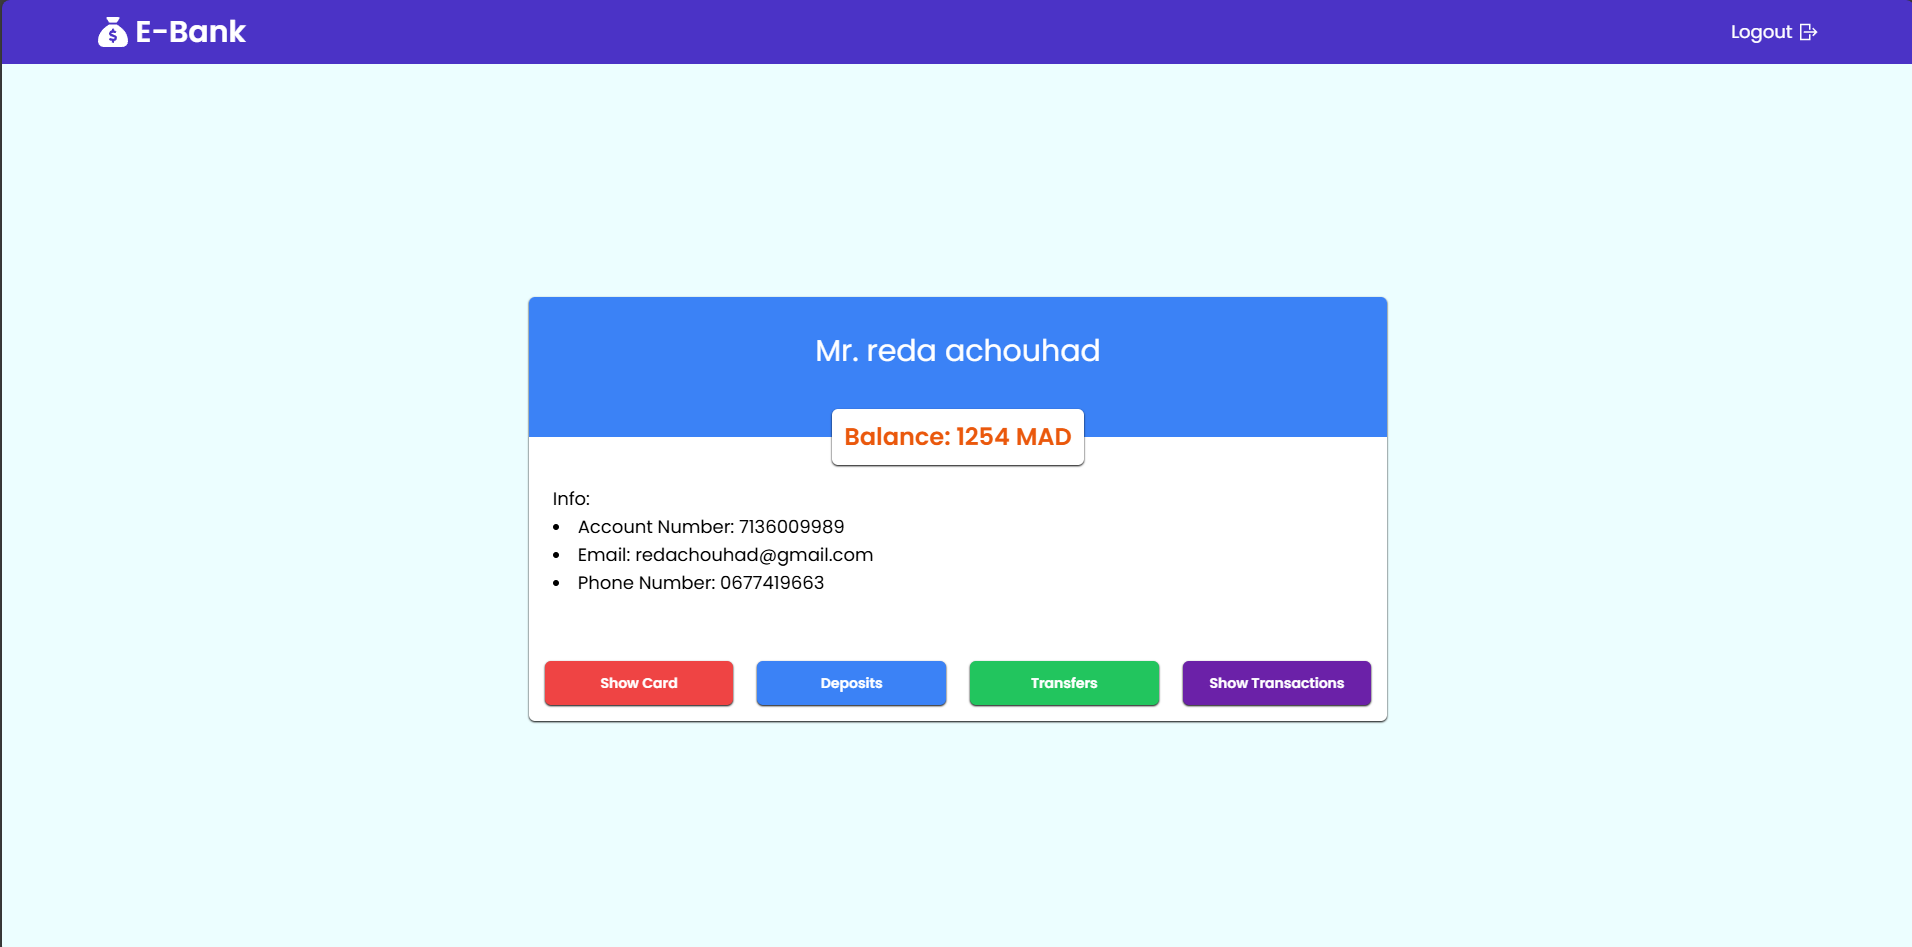 $ E-Bank
Logout
Mr. reda achouhad
Balance: 1254 MAD
Info:
• Account Number: 7136009989
• Email: redachouhad@gmail.com
• Phone Number: 0677419663
Show Card
Deposits
Transfers
Show Transactions